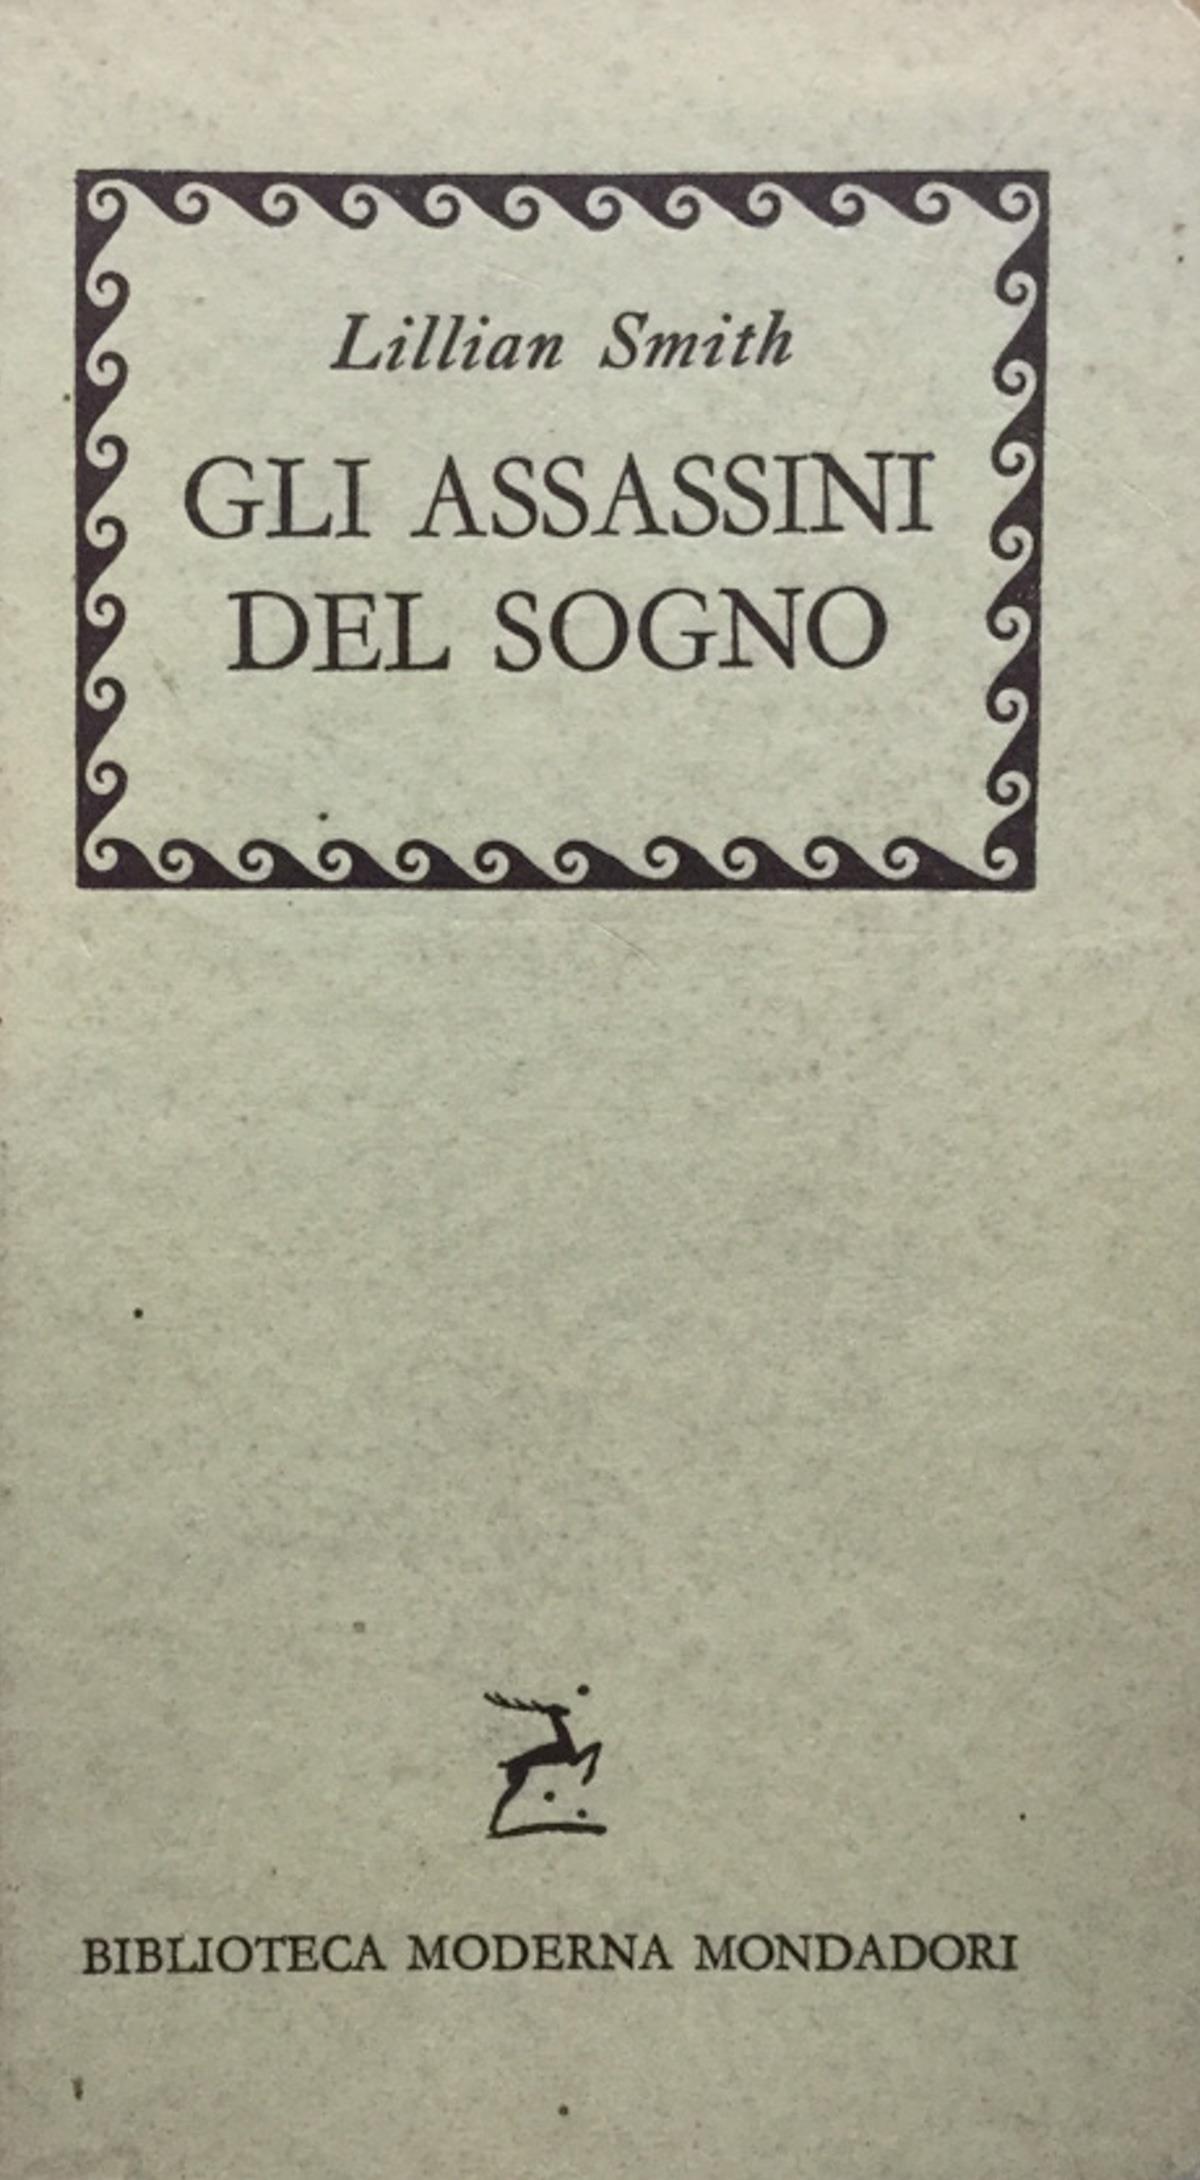 Lillian Smith
GLI ASSASSINI
DEL SOGNO
BIBLIOTECA MODERNA MONDADORI